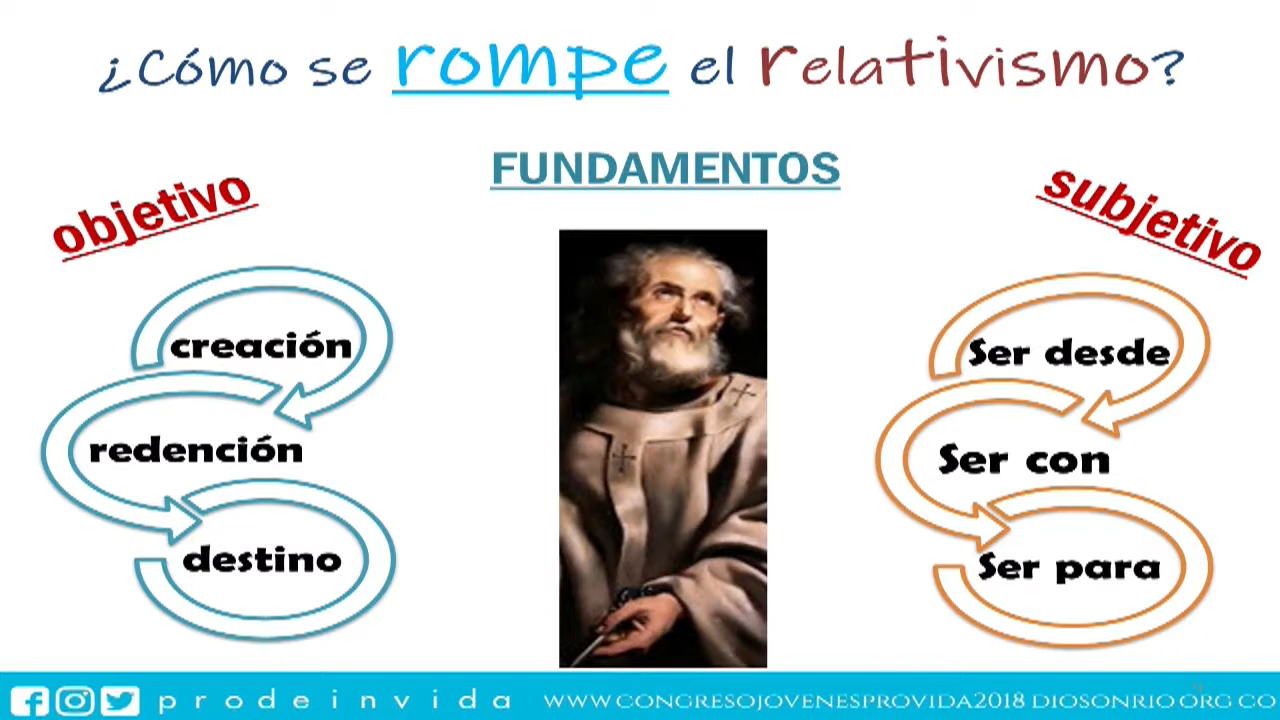 ¿Cómo se rompe el relativismo?
FUNDAMENTOS
objetivo
creación
redención
destino
subjetivo
Ser desde
Ser con
Ser para
prodeinvida
WWW.CONGRESOJOVENESPROVIDA2018 DIOSONRIO ORG CO